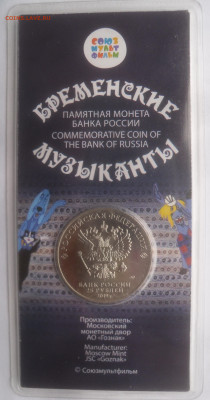 СОЮЗ
МУЛЬТ
ФИЛЬМ
БРЕМЕНСКИЕ
ПАМЯТНАЯ МОНЕТА
БАНКА РОССИИ
COMMEMORATIVE COIN OF
THE BANK OF RUSSIA
МУЗЫКАНТЫ
РОССИЙСКАЯ ФЕДЕРАЦИЯ
БАНК РОССИИ
25 РУБЛЕЙ
Производитель:
Московский
монетный двор
АО «Гознак»
Manufacturer:
Moscow Mint
JSC «Goznak»
© Союзмультфильм